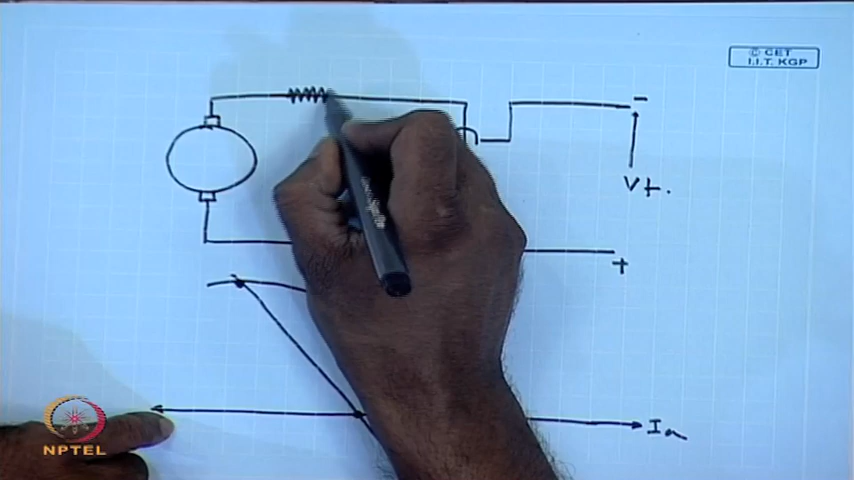 © CET
I.I.T. KGP
-
Vt.
+
Ia
NPTEL